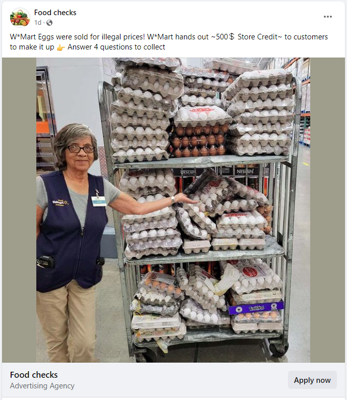 Food checks
1d ·
W*Mart Eggs were sold for illegal prices! W*Mart hands out ~500$ Store Credit~ to customers
to make it up 👉 Answer 4 questions to collect
Food checks
Advertising Agency
Apply now